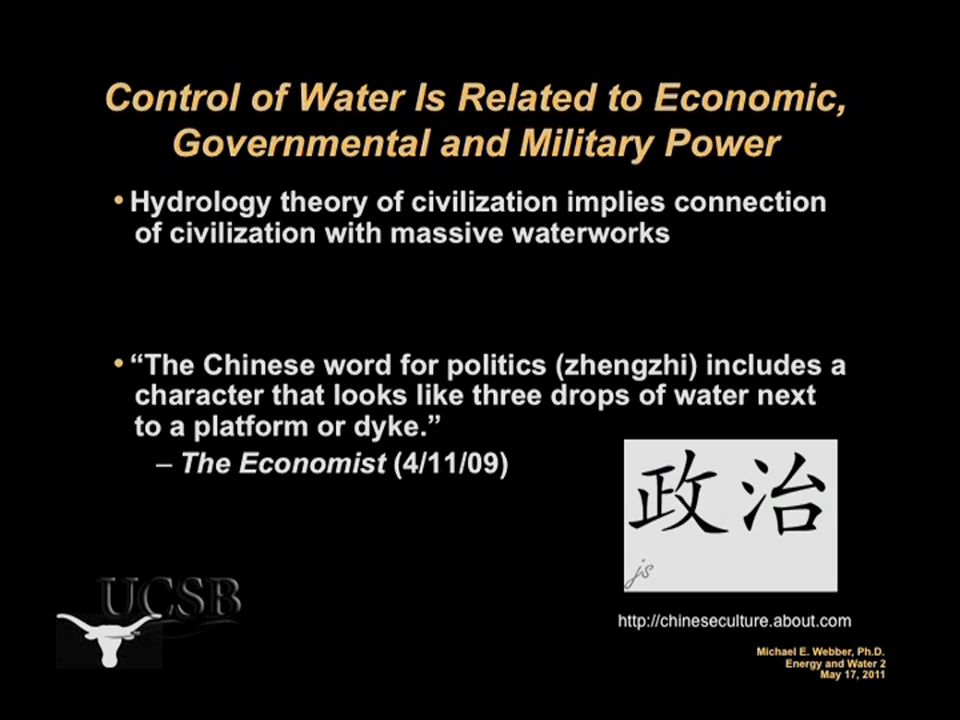 Control of Water Is Related to Economic,
Governmental and Military Power
• Hydrology theory of civilization implies connection
of civilization with massive waterworks
• “The Chinese word for politics (zhengzhi) includes a
character that looks like three drops of water next
to a platform or dyke.”
– The Economist (4/11/09)
政治
js
http://chineseculture.about.com
UCSB
Michael E. Webber, Ph.D.
Energy and Water 2
May 17, 2011